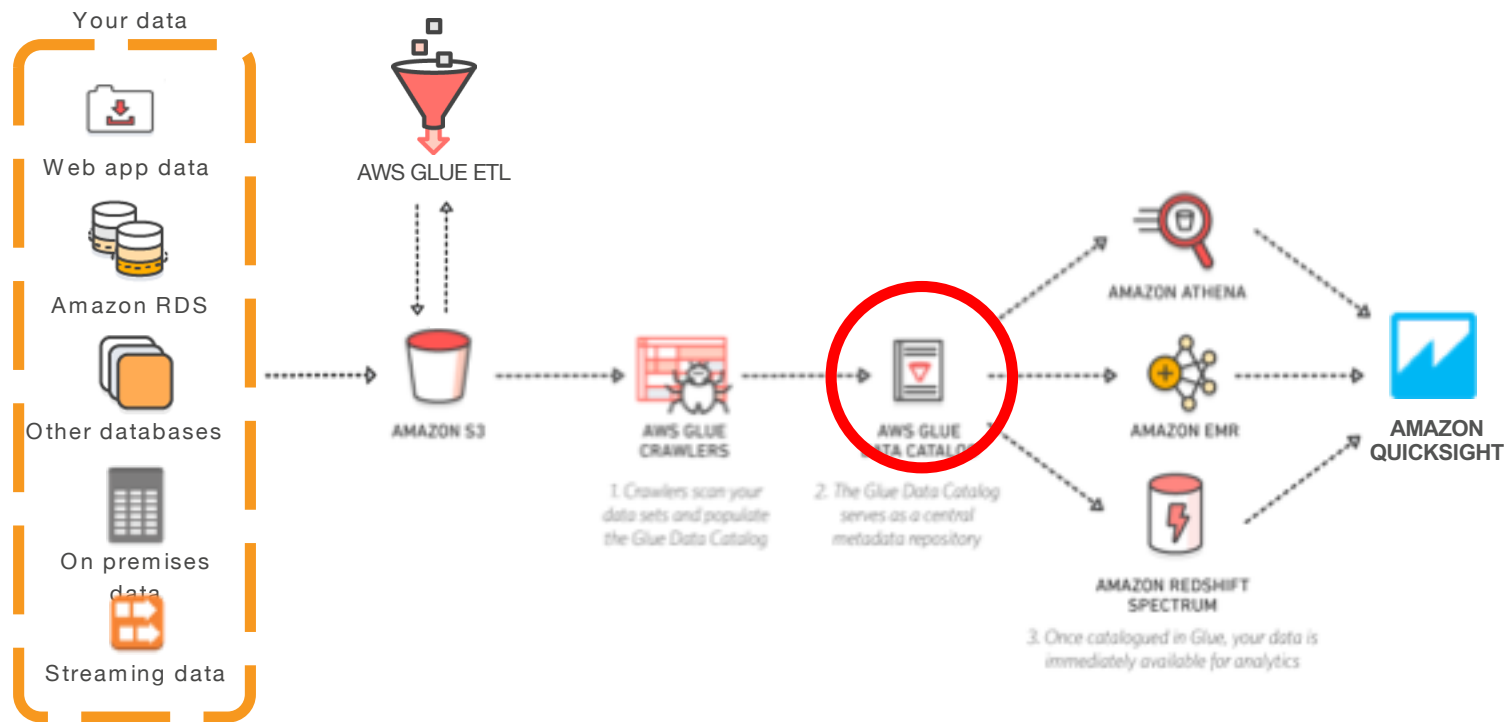 Your data
Web app data
Amazon RDS
Other databases
On premises
data
Streaming data
AWS GLUE ETL
AMAZON S3
AWS GLUE
CRAWLERS
1. Crawlers scan your
data sets and populate
the Glue Data Catalog
AWS GLUE
DATA CATALOG
2. The Glue Data Catalog
serves as a central
metadata repository
AMAZON ATHENA
AMAZON EMR
AMAZON REDSHIFT
SPECTRUM
3. Once catalogued in Glue, your data is
immediately available for analytics
AMAZON
QUICKSIGHT